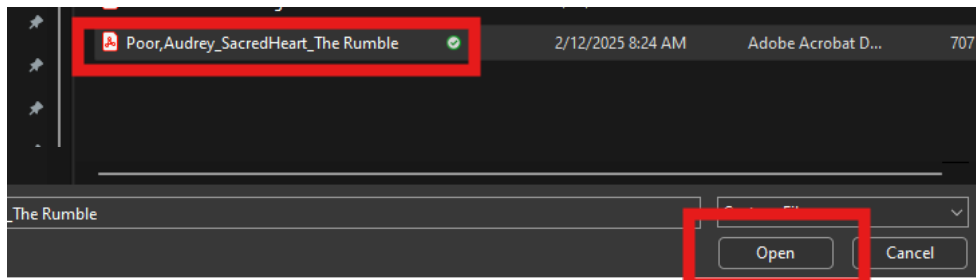 Poor,Audrey_SacredHeart_The Rumble 2/12/2025 8:24 AM Adobe Acrobat D... 707
_The Rumble
Open Cancel